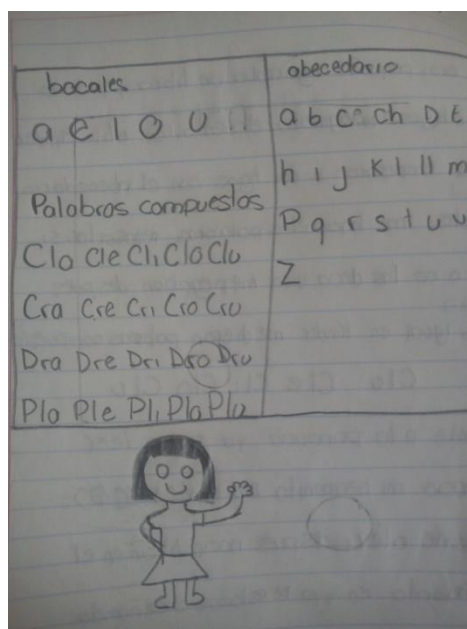 bocales
a e i o u
Palabras compuestas
Cla Cle Cli Clo Clu
Cra Cre Cri Cro Cru
Dra Dre Dri Dro Dru
Pla Ple Pli Plo Plu
abecedario
a b c ch D E
h i j K l ll m
P q r s t u v
Z